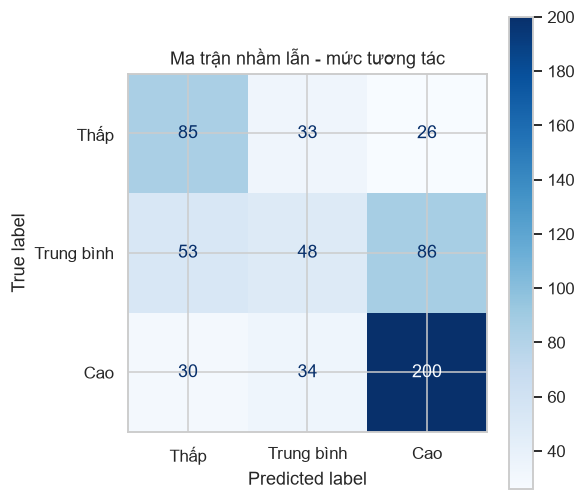 Ma trận nhầm lẫn - mức tương tác
True label
Thấp
85 33 26
Trung bình
53 48 86
Cao
30 34 200
Thấp Trung bình Cao
Predicted label
200
180
160
140
120
100
80
60
40